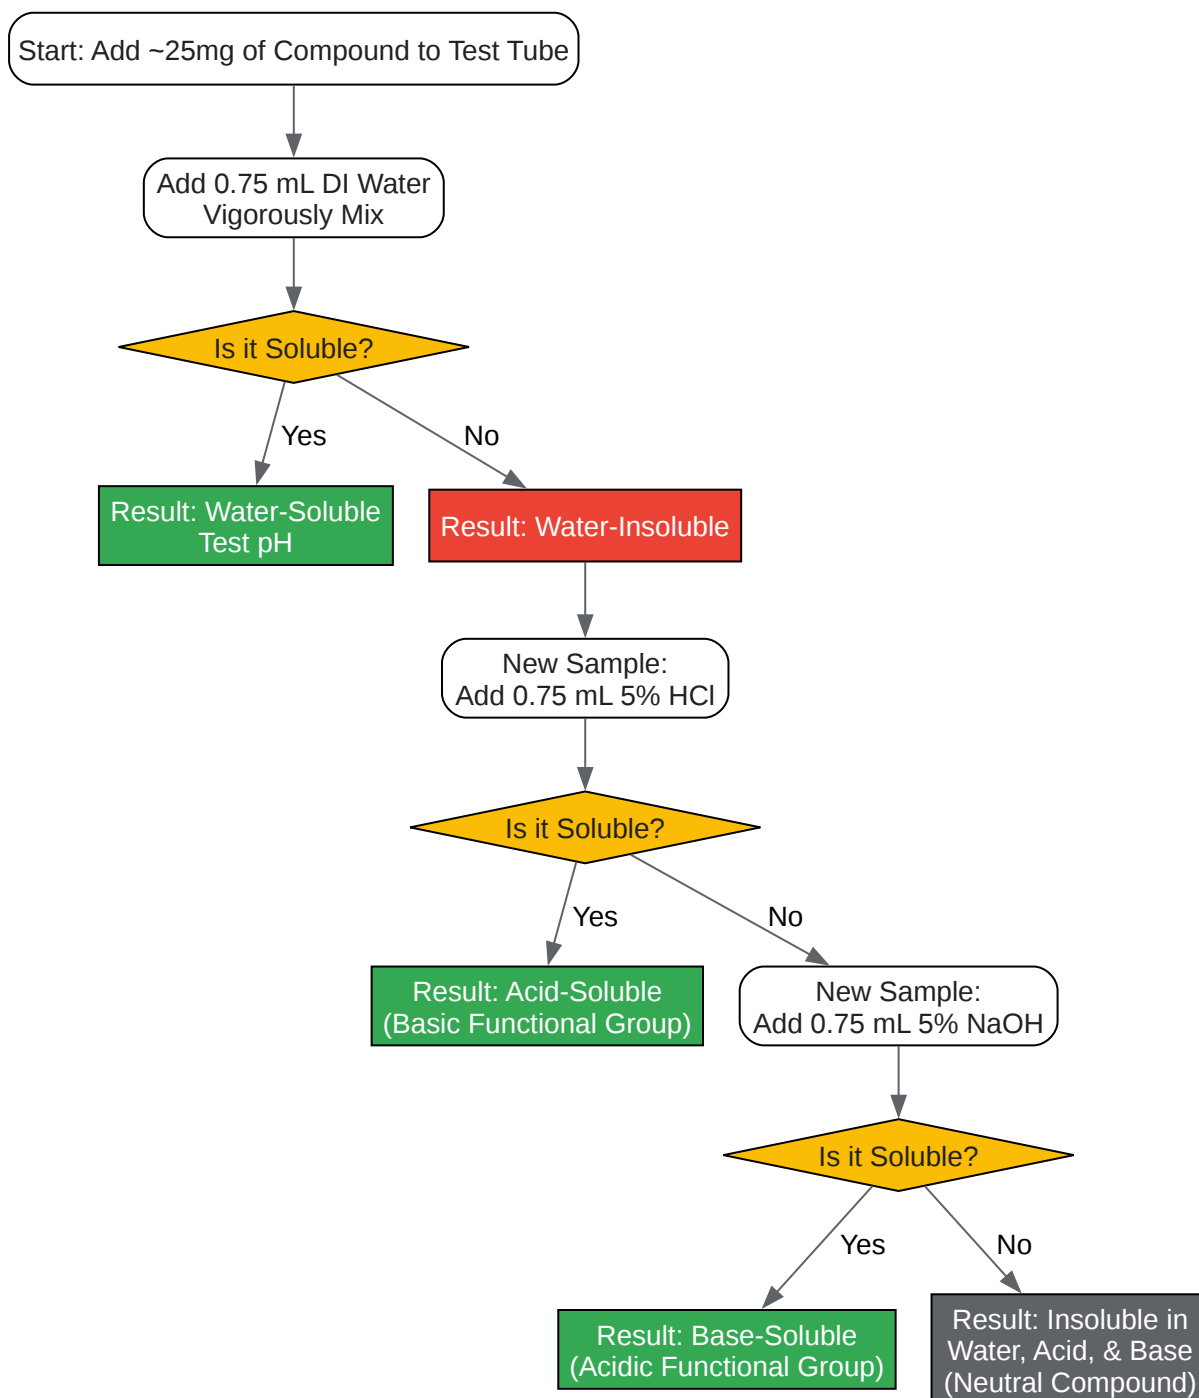 Start: Add ~25mg of Compound to Test Tube
Add 0.75 mL DI Water
Vigorously Mix
Is it Soluble?
Yes
No
Result: Water-Soluble
Test pH
Result: Water-Insoluble
New Sample:
Add 0.75 mL 5% HCl
Is it Soluble?
Yes
No
Result: Acid-Soluble
(Basic Functional Group)
New Sample:
Add 0.75 mL 5% NaOH
Is it Soluble?
Yes
No
Result: Base-Soluble
(Acidic Functional Group)
Result: Insoluble in
Water, Acid, & Base
(Neutral Compound)